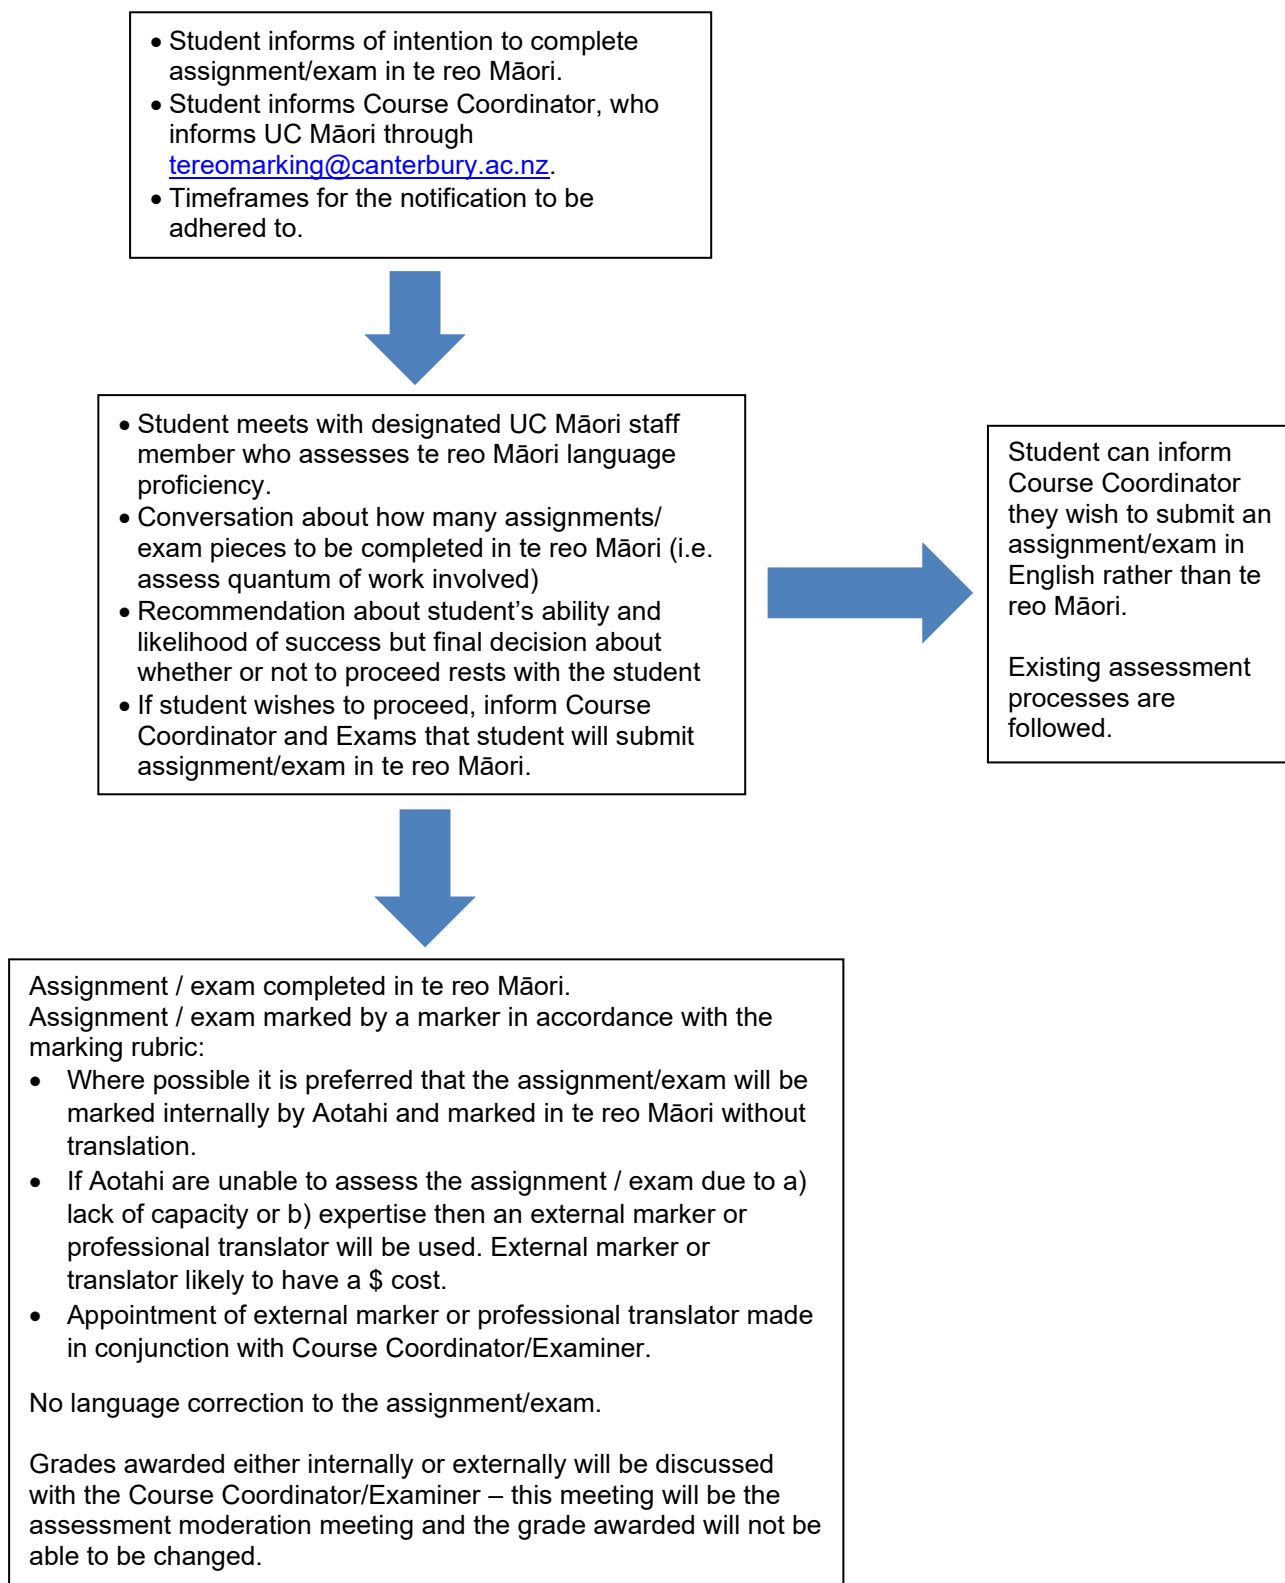 • Student informs of intention to complete
assignment/exam in te reo Māori.
• Student informs Course Coordinator, who
informs UC Māori through
tereomarking@canterbury.ac.nz.
• Timeframes for the notification to be
adhered to.
• Student meets with designated UC Māori staff
member who assesses te reo Māori language
proficiency.
• Conversation about how many assignments/
exam pieces to be completed in te reo Māori (i.e.
assess quantum of work involved)
• Recommendation about student’s ability and
likelihood of success but final decision about
whether or not to proceed rests with the student
• If student wishes to proceed, inform Course
Coordinator and Exams that student will submit
assignment/exam in te reo Māori.
Student can inform
Course Coordinator
they wish to submit an
assignment/exam in
English rather than te
reo Māori.
Existing assessment
processes are
followed.
Assignment / exam completed in te reo Māori.
Assignment / exam marked by a marker in accordance with the
marking rubric:
• Where possible it is preferred that the assignment/exam will be
marked internally by Aotahi and marked in te reo Māori without
translation.
• If Aotahi are unable to assess the assignment / exam due to a)
lack of capacity or b) expertise then an external marker or
professional translator will be used. External marker or
translator likely to have a $ cost.
• Appointment of external marker or professional translator made
in conjunction with Course Coordinator/Examiner.
No language correction to the assignment/exam.
Grades awarded either internally or externally will be discussed
with the Course Coordinator/Examiner – this meeting will be the
assessment moderation meeting and the grade awarded will not be
able to be changed.